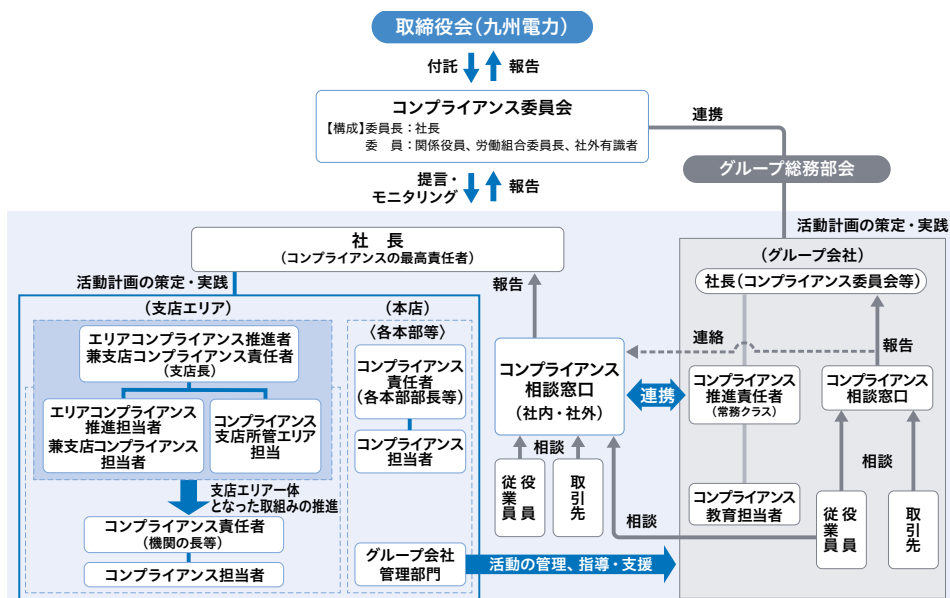 取締役会（九州電力）
付託
報告
コンプライアンス委員会
【構成】委員長：社長
委　員：関係役員、労働組合委員長、社外有識者
連携
グループ総務部会
提言・
モニタリング
報告
社　長
（コンプライアンスの最高責任者）
活動計画の策定・実践
（支店エリア）
エリアコンプライアンス推進者
兼支店コンプライアンス責任者
（支店長）
エリアコンプライアンス
推進担当者
兼支店コンプライアンス
担当者
コンプライアンス
支店所管エリア
担当
支店エリア一体
となった取組みの推進
コンプライアンス責任者
（機関の長等）
コンプライアンス担当者
（本店）
〈各本部等〉
コンプライアンス
責任者
（各本部部長等）
コンプライアンス
担当者
グループ会社
管理部門
活動の管理、指導・支援
報告
コンプライアンス
相談窓口
（社内・社外）
連携
相談
役員
従業員
取引先
相談
活動計画の策定・実践
（グループ会社）
社長（コンプライアンス委員会等）
連絡
報告
コンプライアンス
推進責任者
（常務クラス）
コンプライアンス
相談窓口
コンプライアンス
教育担当者
相談
役員
従業員
取引先